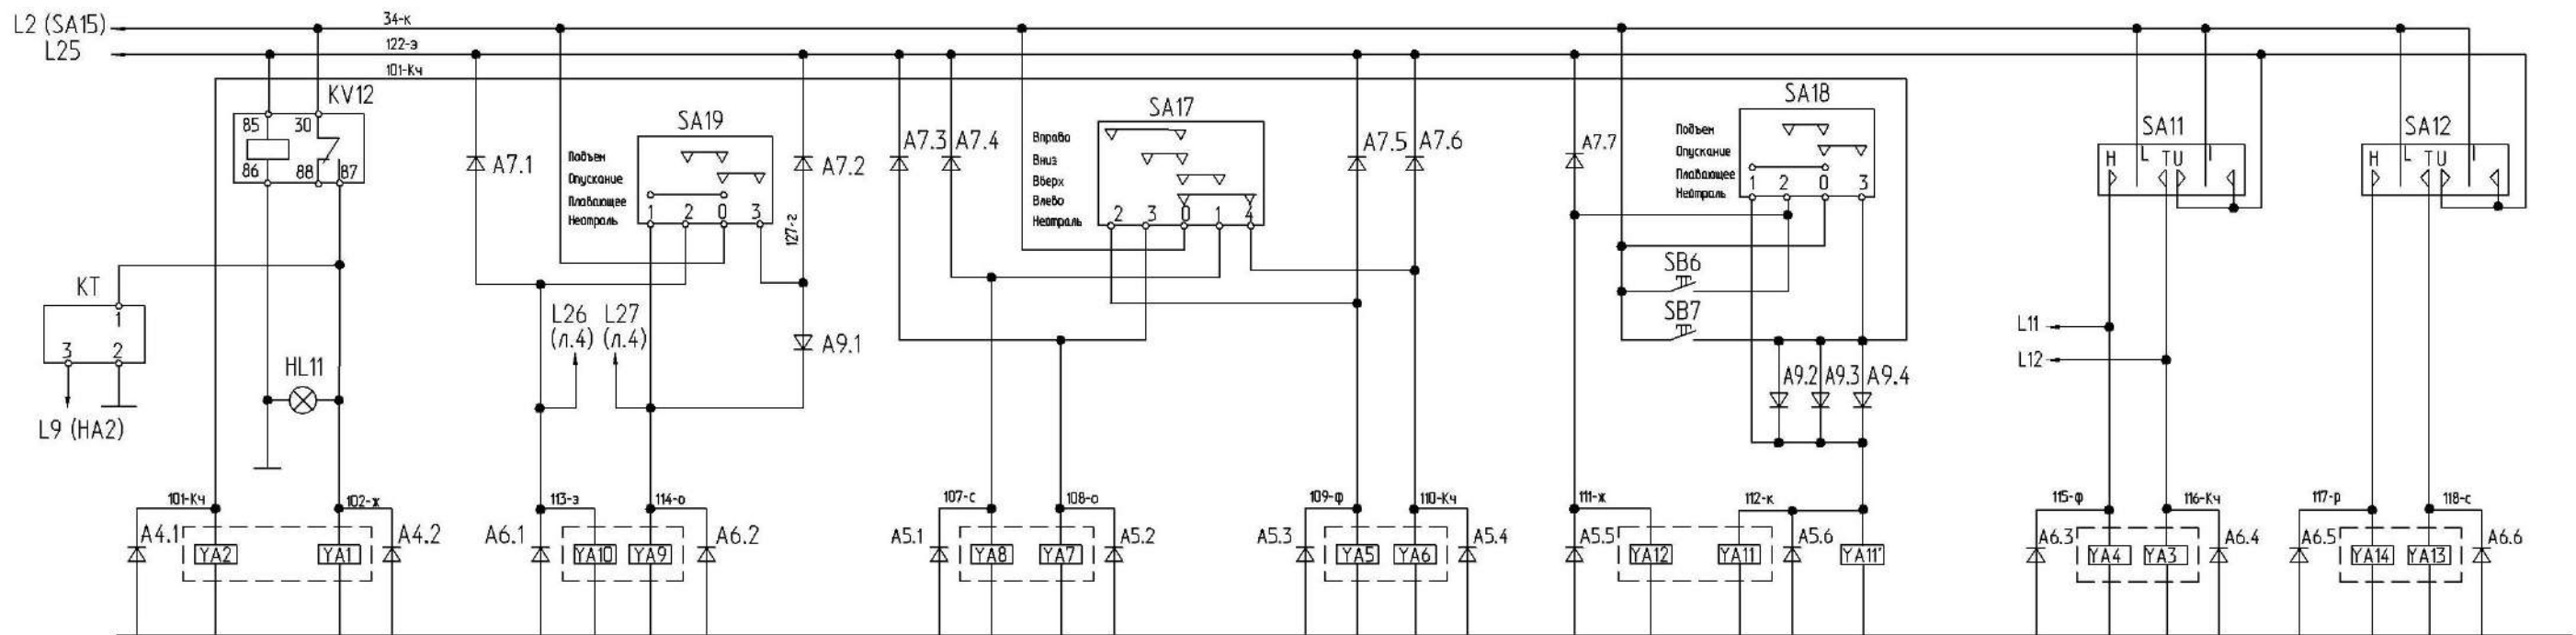 L2 (SA15)
34-к
L25
122-э
101-Кч
KV12
85 30
86 88 87
KT
1
3 2
L9 (HA2)
HL11
A7.1
SA19
Подъем
Опускание
Плавающее
Неотраль
1 2 0 3
127-г
A7.2
L26 L27
(л.4) (л.4)
A9.1
A7.3 A7.4
SA17
Вправо
Вниз
Вверх
Влево
Неотраль
2 3 0 1 4
A7.5 A7.6
A7.7
SA18
Подъем
Опускание
Плавающее
Неотраль
1 2 0 3
SB6
SB7
A9.2 A9.3 A9.4
SA11
H L TU I
L11
L12
SA12
H L TU I
101-Кч 102-ж 113-э 114-о 107-с 108-о 109-ф 110-Кч 111-ж 112-к 115-ф 116-Кч 117-р 118-с
A4.1 YA2 YA1 A4.2 A6.1 YA10 YA9 A6.2 A5.1 YA8 YA7 A5.2 A5.3 YA5 YA6 A5.4 A5.5 YA12 YA11 A5.6 YA11' A6.3 YA4 YA3 A6.4 A6.5 YA14 YA13 A6.6